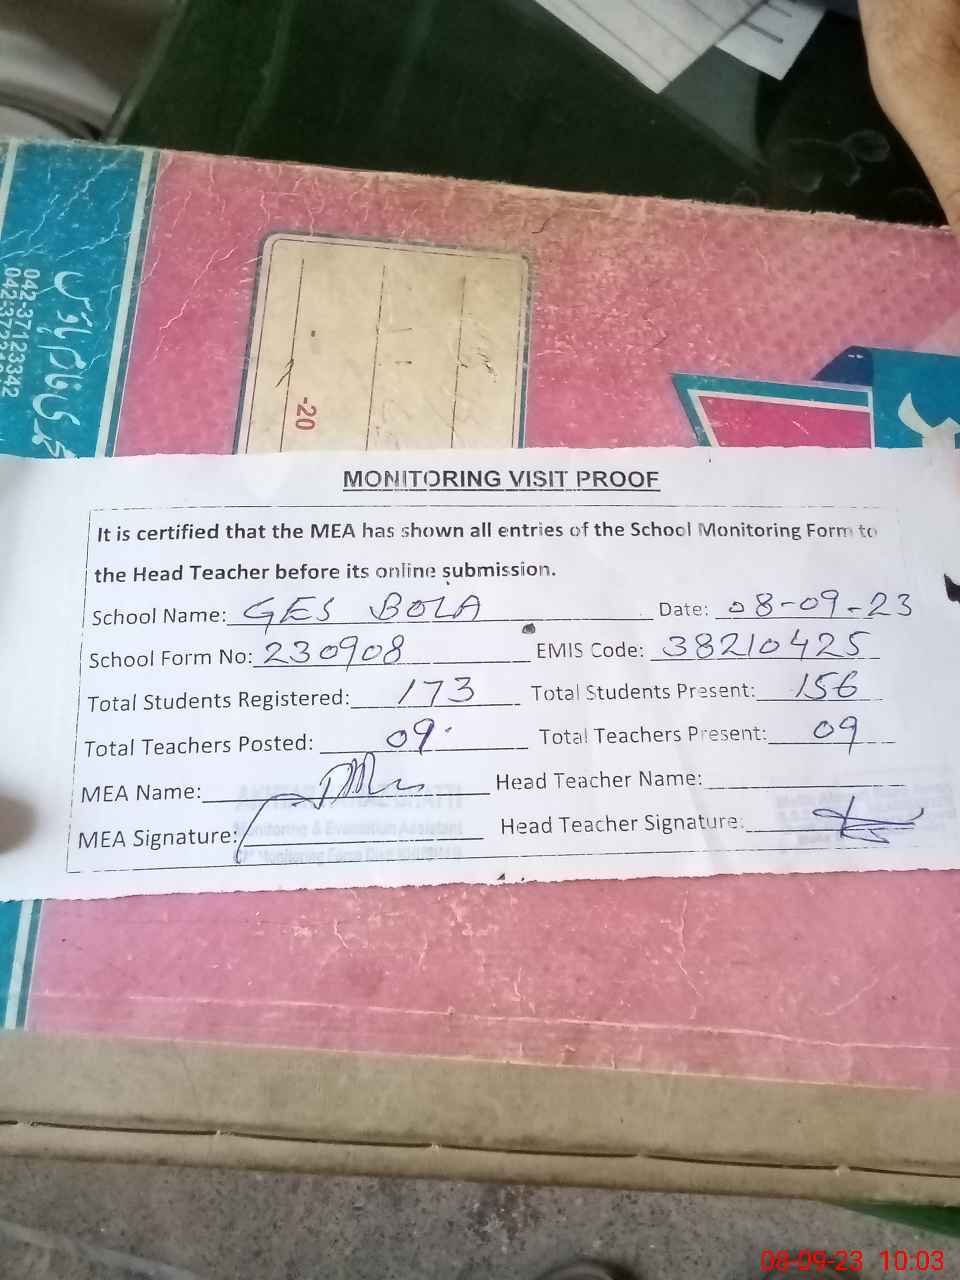 042-37123342
-20
MONITORING VISIT PROOF
It is certified that the MEA has shown all entries of the School Monitoring Form to
the Head Teacher before its online submission.
School Name: GES BOLA Date: 08-09-23
School Form No: 230908 EMIS Code: 38210425
Total Students Registered: 173 Total Students Present: 156
Total Teachers Posted: 09 Total Teachers Present: 09
MEA Name: Head Teacher Name:
MEA Signature: Head Teacher Signature:
Monitoring & Evaluation Assistant
08-09-23 10:03